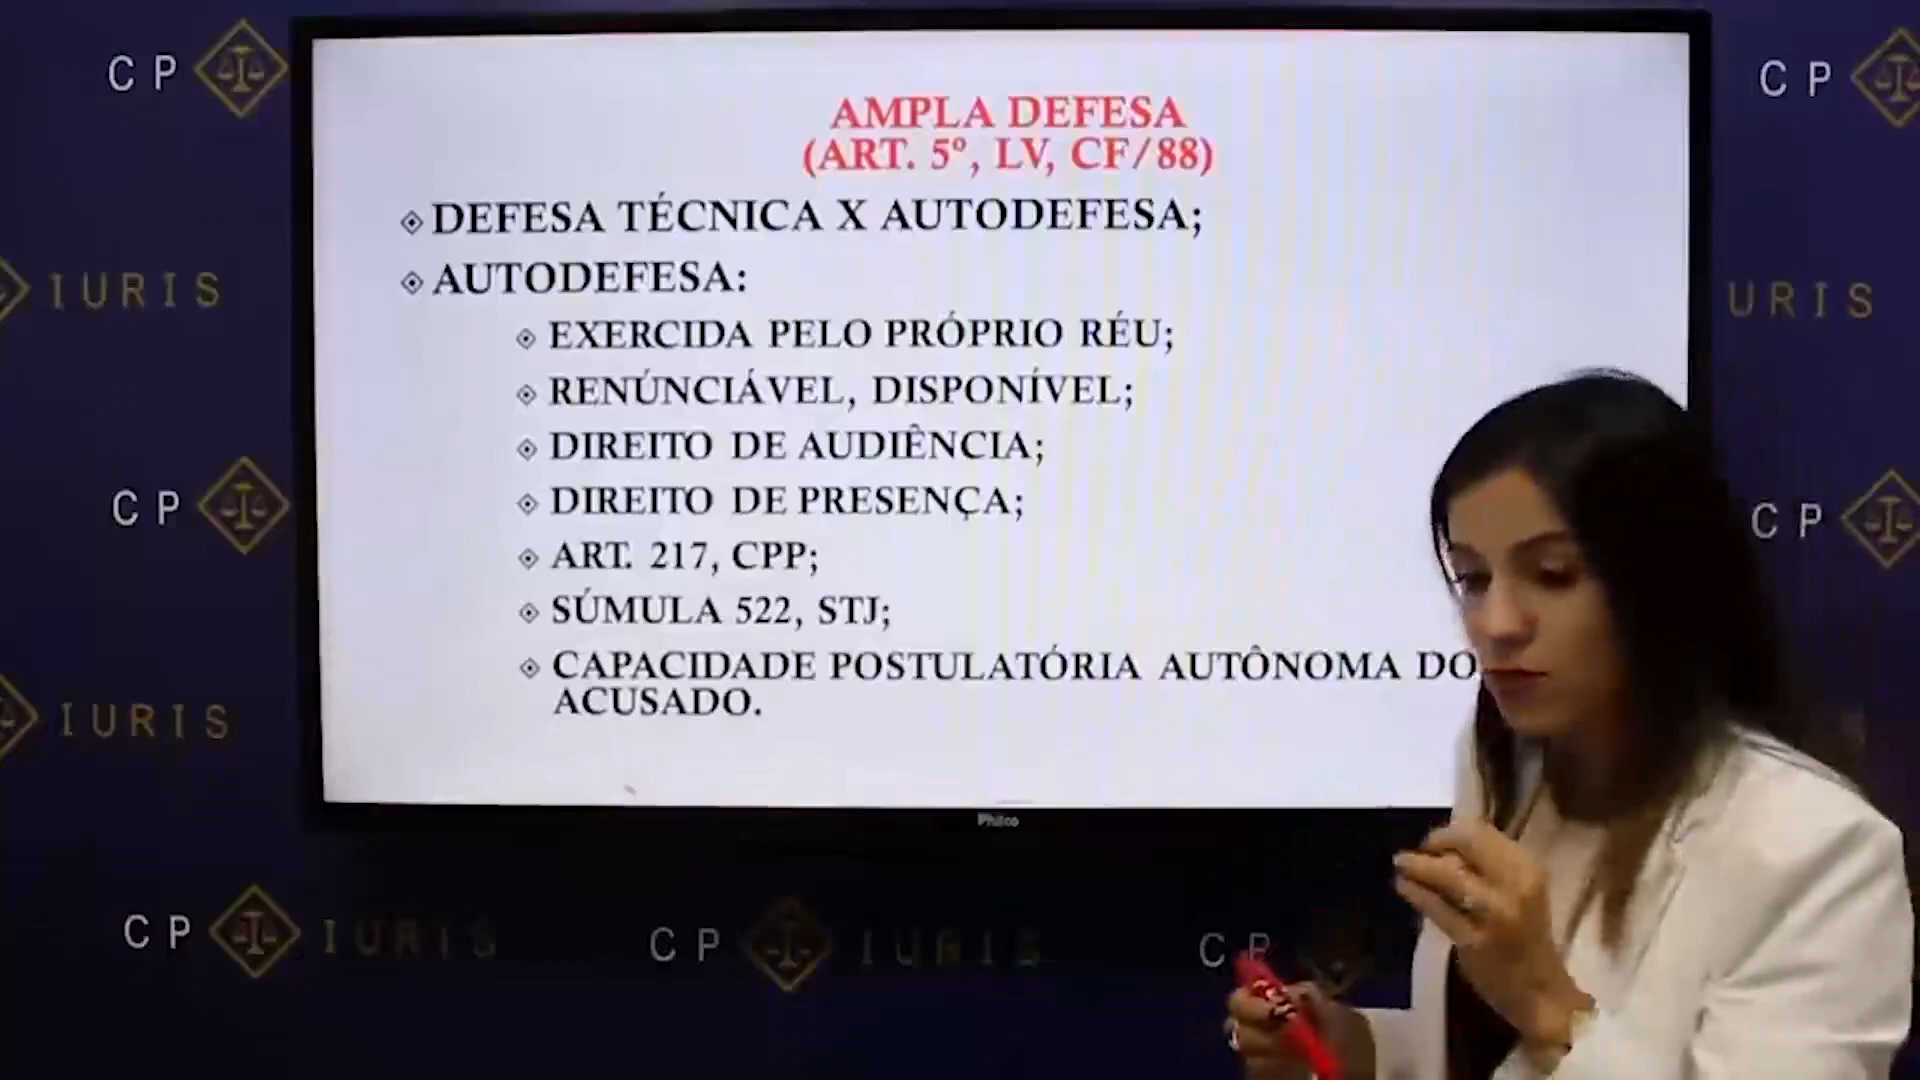 CP
CP
AMPLA DEFESA
(ART. 5º, LV, CF/88)
DEFESA TÉCNICA X AUTODEFESA;
AUTODEFESA:
EXERCIDA PELO PRÓPRIO RÉU;
RENÚNCIÁVEL, DISPONÍVEL;
DIREITO DE AUDIÊNCIA;
DIREITO DE PRESENÇA;
ART. 217, CPP;
SÚMULA 522, STJ;
CAPACIDADE POSTULATÓRIA AUTÔNOMA DO
ACUSADO.
IURIS
URIS
CP
CP
IURIS
Philco
CP IURIS
CP IURIS
CP